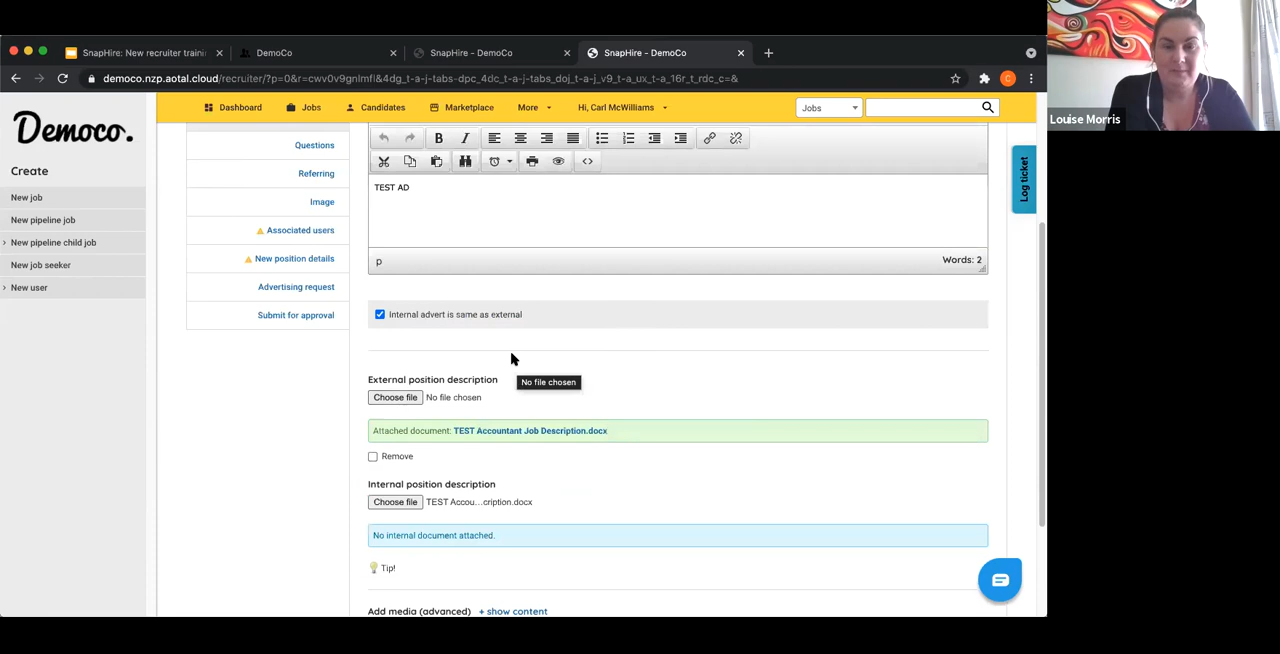 SnapHire: New recruiter traini
DemoCo
SnapHire - DemoCo
SnapHire - DemoCo
democo.nzp.aotal.cloud/recruiter/?p=0&r=cwv0v9gnlmfl&4dg_t-a-j-tabs-dpc_4dc_t-a-j-tabs_doj_t-a-j_v9_t-a_ux_t-a_16r_t_rdc_c=&
C
Louise Morris
Democo.
Dashboard
Jobs
Candidates
Marketplace
More
Hi, Carl McWilliams
Jobs
Create
New job
New pipeline job
New pipeline child job
New job seeker
New user
Questions
Referring
Image
Associated users
New position details
Advertising request
Submit for approval
B I
TEST AD
p
Words: 2
Log ticket
Internal advert is same as external
External position description
Choose file No file chosen
No file chosen
Attached document: TEST Accountant Job Description.docx
Remove
Internal position description
Choose file TEST Accou...cription.docx
No internal document attached.
Tip!
Add media (advanced) + show content